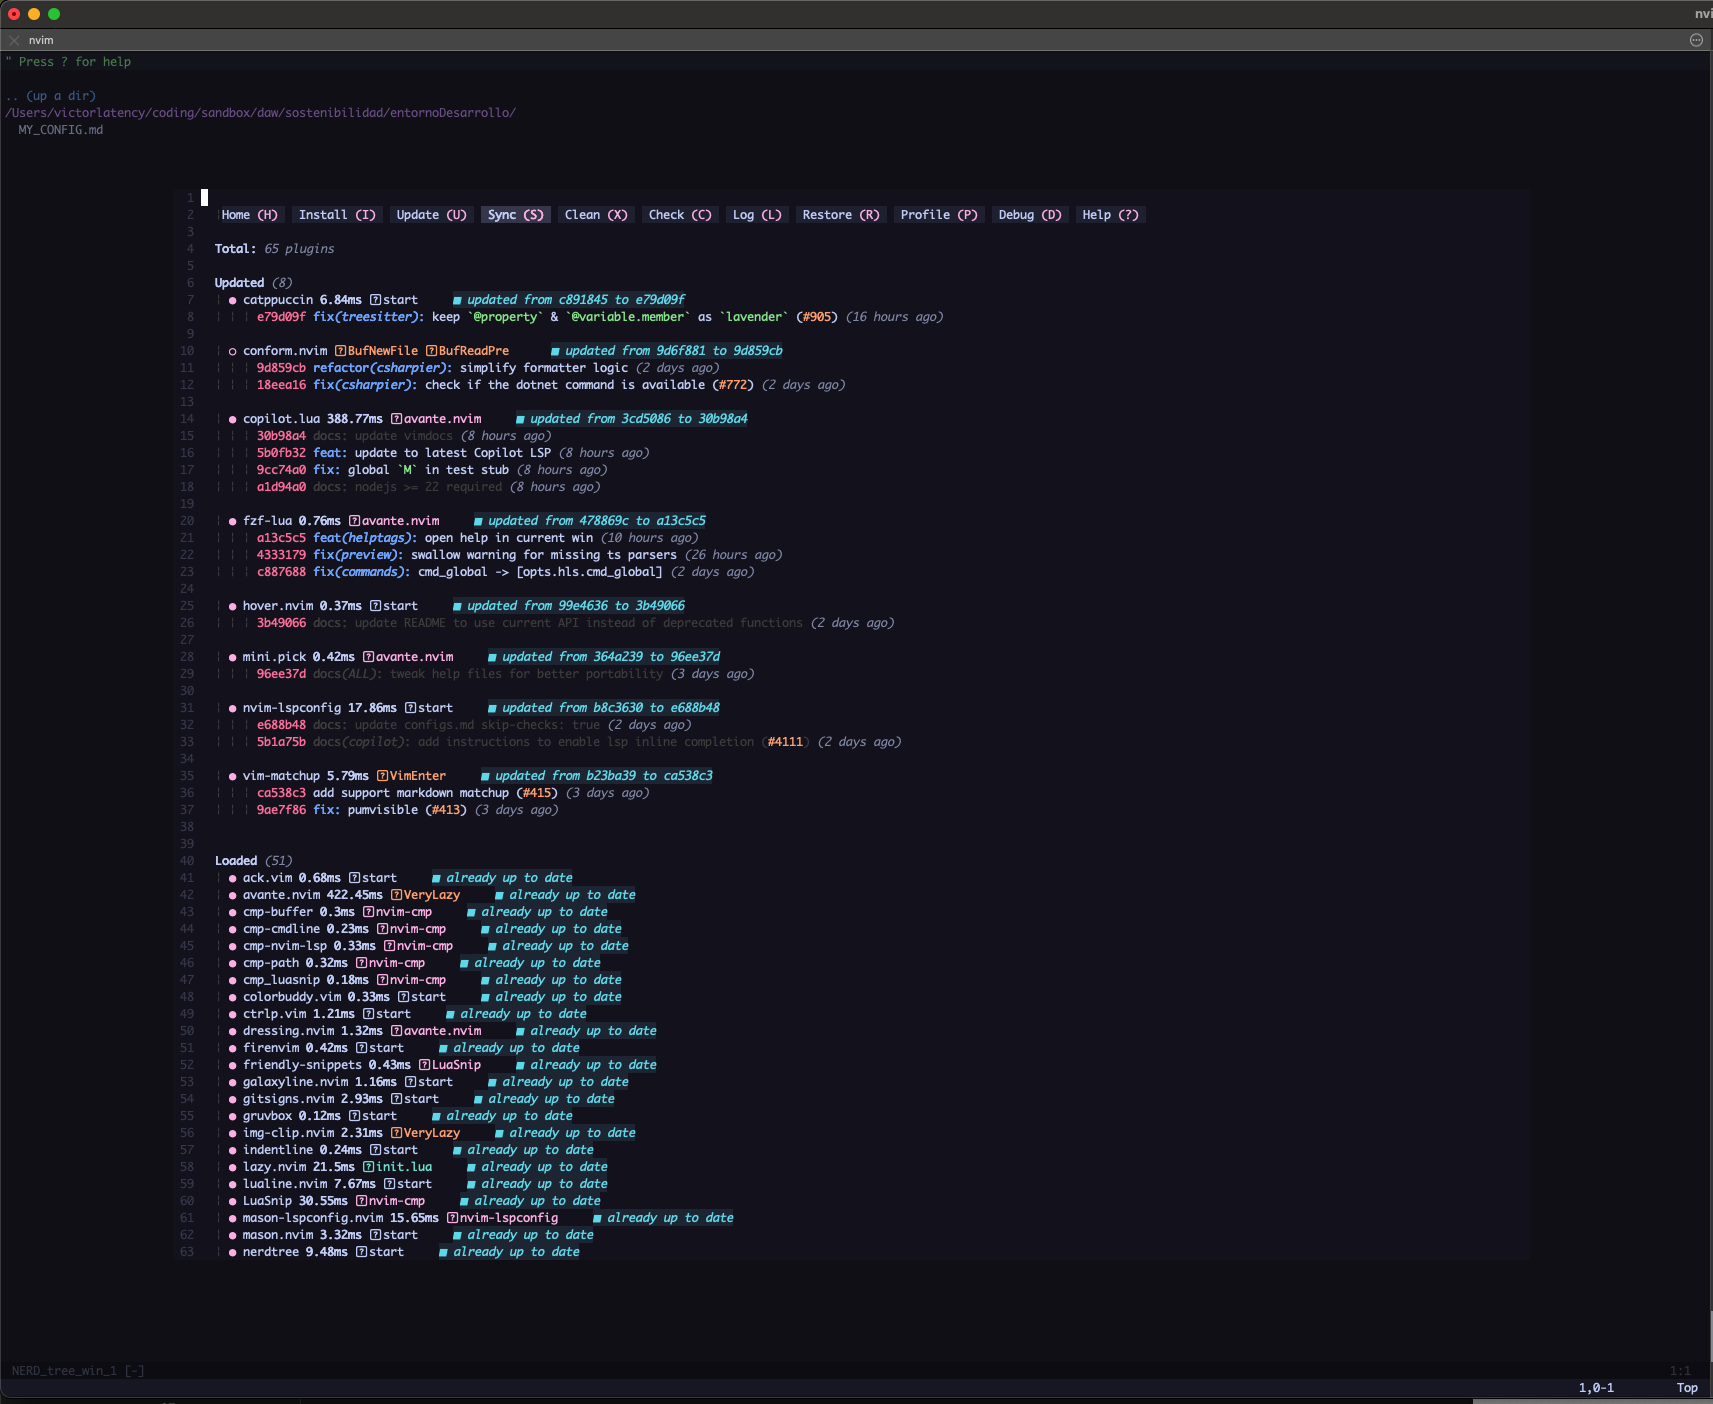 nvi
nvim
" Press ? for help
.. (up a dir)
/Users/victorlatency/coding/sandbox/daw/sostenibilidad/entornoDesarrollo/
MY_CONFIG.md
1
2 Home (H) Install (I) Update (U) Sync (S) Clean (X) Check (C) Log (L) Restore (R) Profile (P) Debug (D) Help (?)
3
4 Total: 65 plugins
5
6 Updated (8)
7 ● catppuccin 6.84ms ?start ■ updated from c891845 to e79d09f
8 e79d09f fix(treesitter): keep `@property` & `@variable.member` as `lavender` (#905) (16 hours ago)
9
10 ○ conform.nvim ?BufNewFile ?BufReadPre ■ updated from 9d6f881 to 9d859cb
11 9d859cb refactor(csharpier): simplify formatter logic (2 days ago)
12 18eea16 fix(csharpier): check if the dotnet command is available (#772) (2 days ago)
13
14 ● copilot.lua 388.77ms ?avante.nvim ■ updated from 3cd5086 to 30b98a4
15 30b98a4 docs: update vimdocs (8 hours ago)
16 5b0fb32 feat: update to latest Copilot LSP (8 hours ago)
17 9cc74a0 fix: global `M` in test stub (8 hours ago)
18 a1d94a0 docs: nodejs >= 22 required (8 hours ago)
19
20 ● fzf-lua 0.76ms ?avante.nvim ■ updated from 478869c to a13c5c5
21 a13c5c5 feat(helptags): open help in current win (10 hours ago)
22 4333179 fix(preview): swallow warning for missing ts parsers (26 hours ago)
23 c887688 fix(commands): cmd_global -> [opts.hls.cmd_global] (2 days ago)
24
25 ● hover.nvim 0.37ms ?start ■ updated from 99e4636 to 3b49066
26 3b49066 docs: update README to use current API instead of deprecated functions (2 days ago)
27
28 ● mini.pick 0.42ms ?avante.nvim ■ updated from 364a239 to 96ee37d
29 96ee37d docs(ALL): tweak help files for better portability (3 days ago)
30
31 ● nvim-lspconfig 17.86ms ?start ■ updated from b8c3630 to e688b48
32 e688b48 docs: update configs.md skip-checks: true (2 days ago)
33 5b1a75b docs(copilot): add instructions to enable lsp inline completion (#4111) (2 days ago)
34
35 ● vim-matchup 5.79ms ?VimEnter ■ updated from b23ba39 to ca538c3
36 ca538c3 add support markdown matchup (#415) (3 days ago)
37 9ae7f86 fix: pumvisible (#413) (3 days ago)
38
39
40 Loaded (51)
41 ● ack.vim 0.68ms ?start ■ already up to date
42 ● avante.nvim 422.45ms ?VeryLazy ■ already up to date
43 ● cmp-buffer 0.3ms ?nvim-cmp ■ already up to date
44 ● cmp-cmdline 0.23ms ?nvim-cmp ■ already up to date
45 ● cmp-nvim-lsp 0.33ms ?nvim-cmp ■ already up to date
46 ● cmp-path 0.32ms ?nvim-cmp ■ already up to date
47 ● cmp_luasnip 0.18ms ?nvim-cmp ■ already up to date
48 ● colorbuddy.vim 0.33ms ?start ■ already up to date
49 ● ctrlp.vim 1.21ms ?start ■ already up to date
50 ● dressing.nvim 1.32ms ?avante.nvim ■ already up to date
51 ● firenvim 0.42ms ?start ■ already up to date
52 ● friendly-snippets 0.43ms ?LuaSnip ■ already up to date
53 ● galaxyline.nvim 1.16ms ?start ■ already up to date
54 ● gitsigns.nvim 2.93ms ?start ■ already up to date
55 ● gruvbox 0.12ms ?start ■ already up to date
56 ● img-clip.nvim 2.31ms ?VeryLazy ■ already up to date
57 ● indentline 0.24ms ?start ■ already up to date
58 ● lazy.nvim 21.5ms ?init.lua ■ already up to date
59 ● lualine.nvim 7.67ms ?start ■ already up to date
60 ● LuaSnip 30.55ms ?nvim-cmp ■ already up to date
61 ● mason-lspconfig.nvim 15.65ms ?nvim-lspconfig ■ already up to date
62 ● mason.nvim 3.32ms ?start ■ already up to date
63 ● nerdtree 9.48ms ?start ■ already up to date
NERD_tree_win_1 [-] 1:1
1,0-1 Top